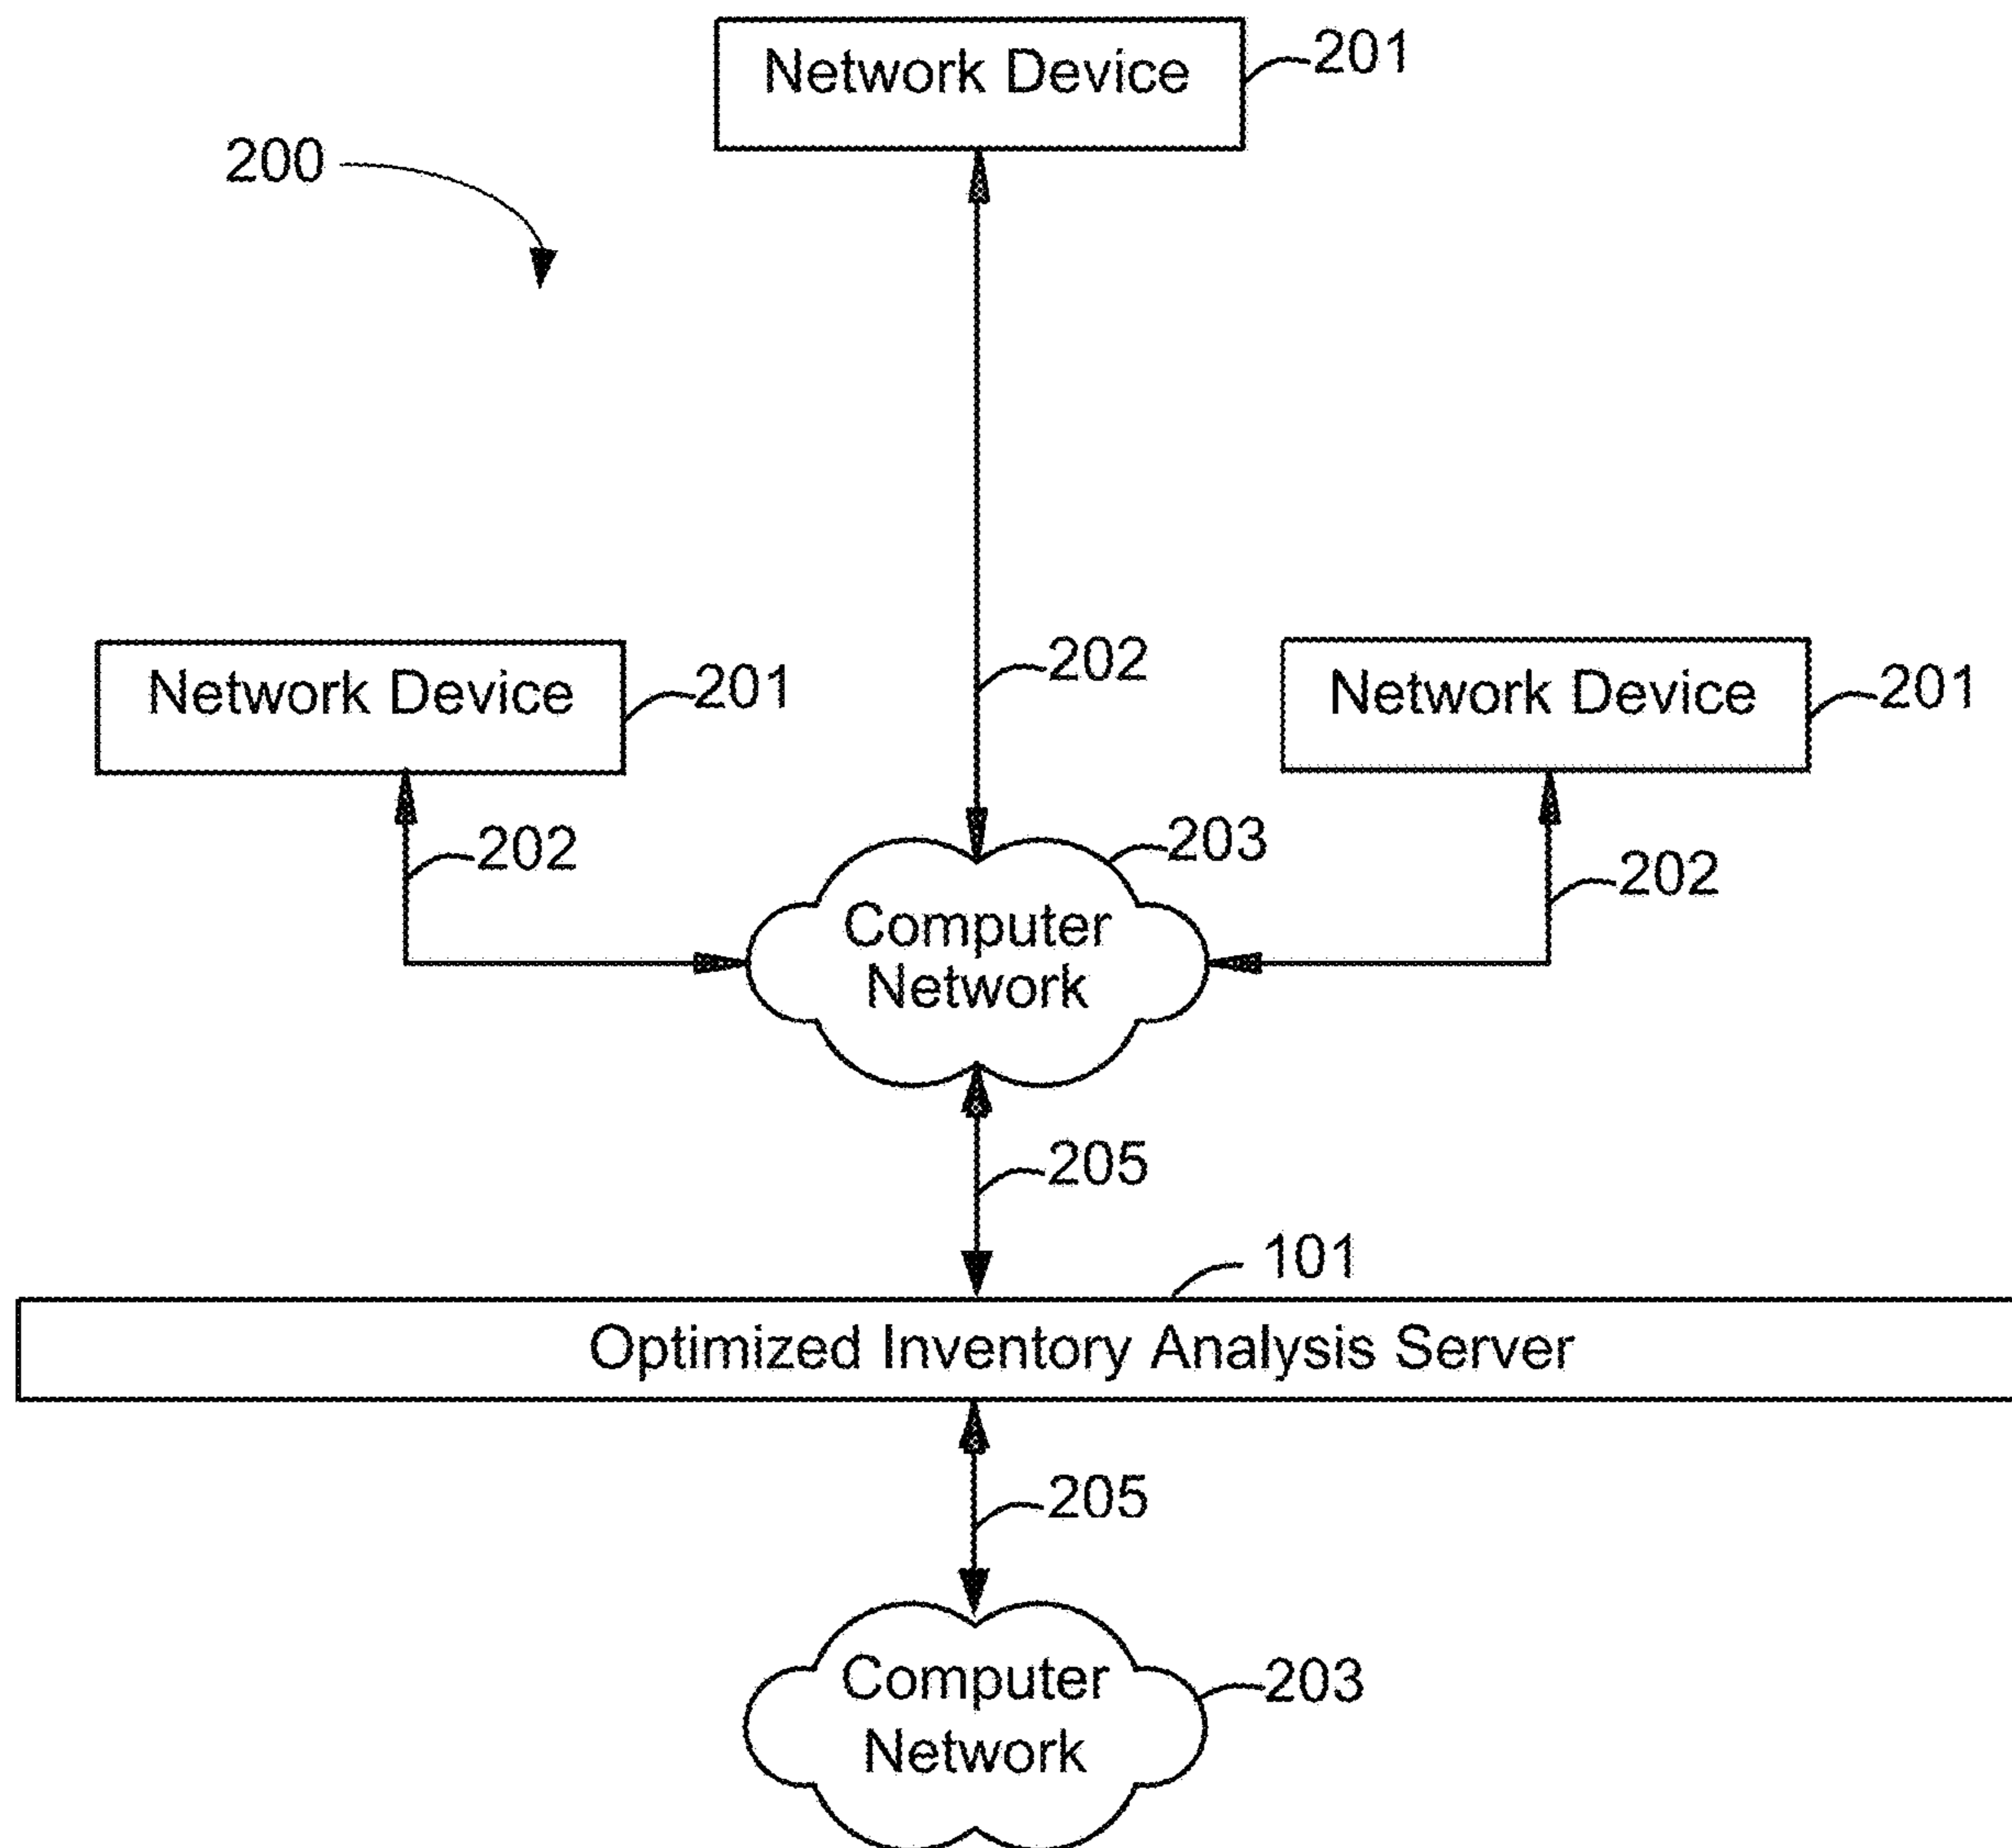 Network Device
201
200
202
Network Device
201
Network Device
201
202
203
202
Computer
Network
205
101
Optimized Inventory Analysis Server
205
Computer
Network
203